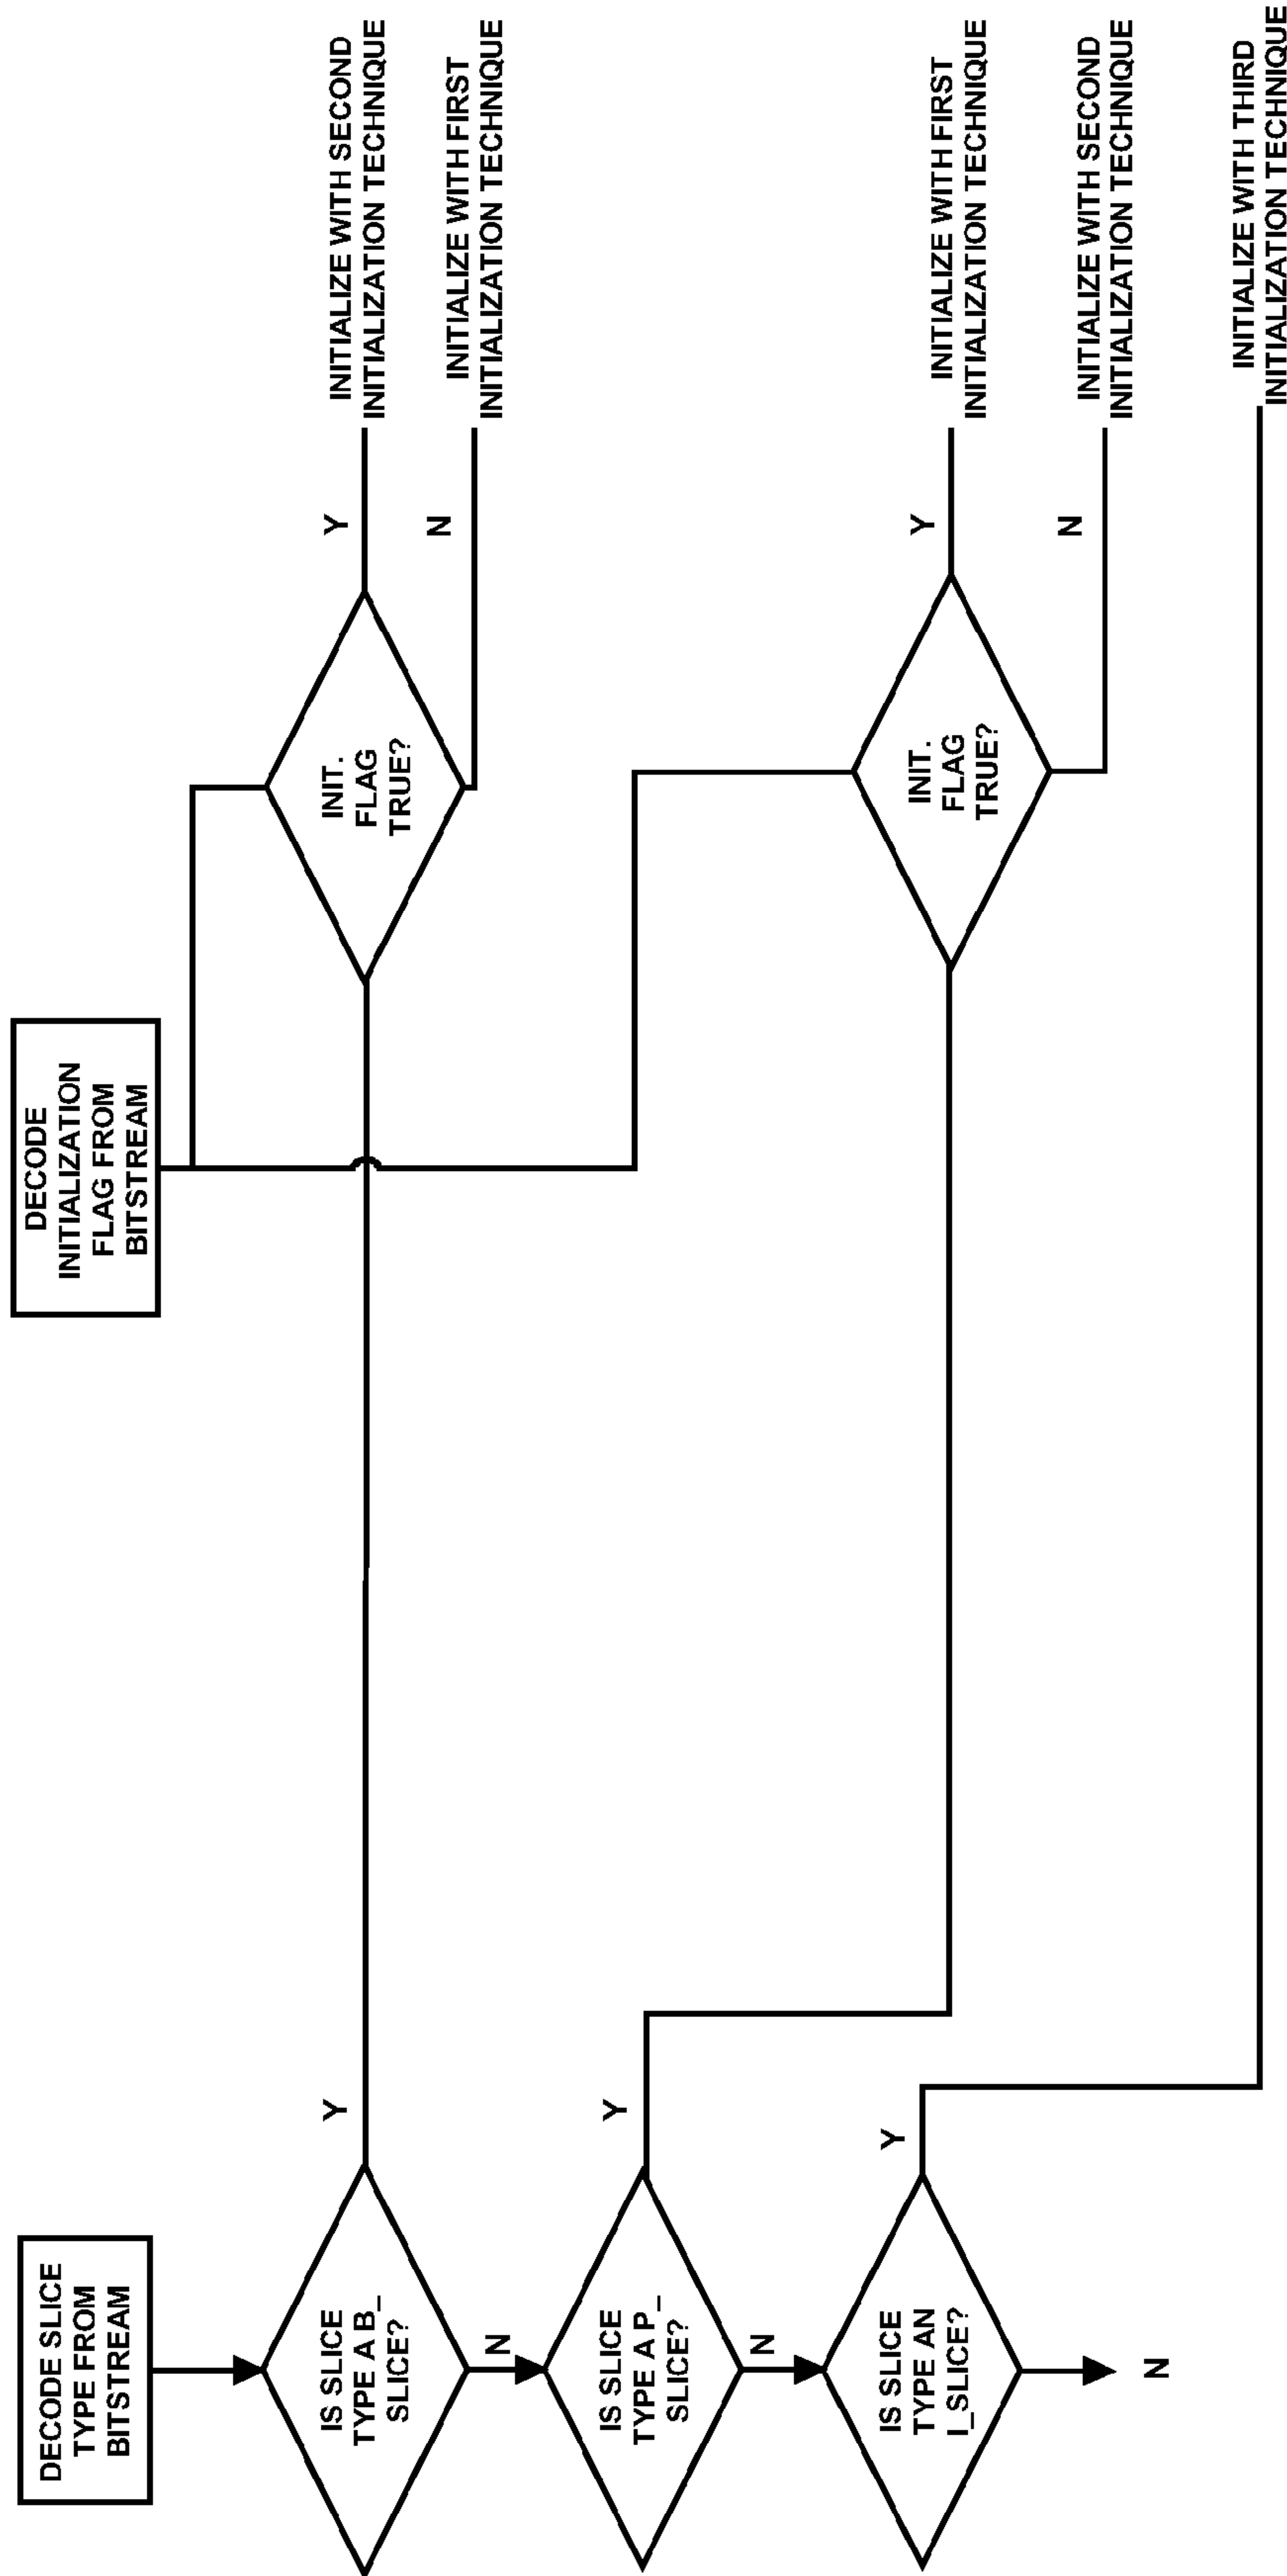 DECODE SLICE
TYPE FROM
BITSTREAM
IS SLICE
TYPE A B_
SLICE?
Y
N
IS SLICE
TYPE A P_
SLICE?
Y
N
IS SLICE
TYPE AN
I_SLICE?
Y
N
DECODE
INITIALIZATION
FLAG FROM
BITSTREAM
INIT.
FLAG
TRUE?
Y
INITIALIZE WITH SECOND
INITIALIZATION TECHNIQUE
N
INITIALIZE WITH FIRST
INITIALIZATION TECHNIQUE
INIT.
FLAG
TRUE?
Y
INITIALIZE WITH FIRST
INITIALIZATION TECHNIQUE
N
INITIALIZE WITH SECOND
INITIALIZATION TECHNIQUE
INITIALIZE WITH THIRD
INITIALIZATION TECHNIQUE